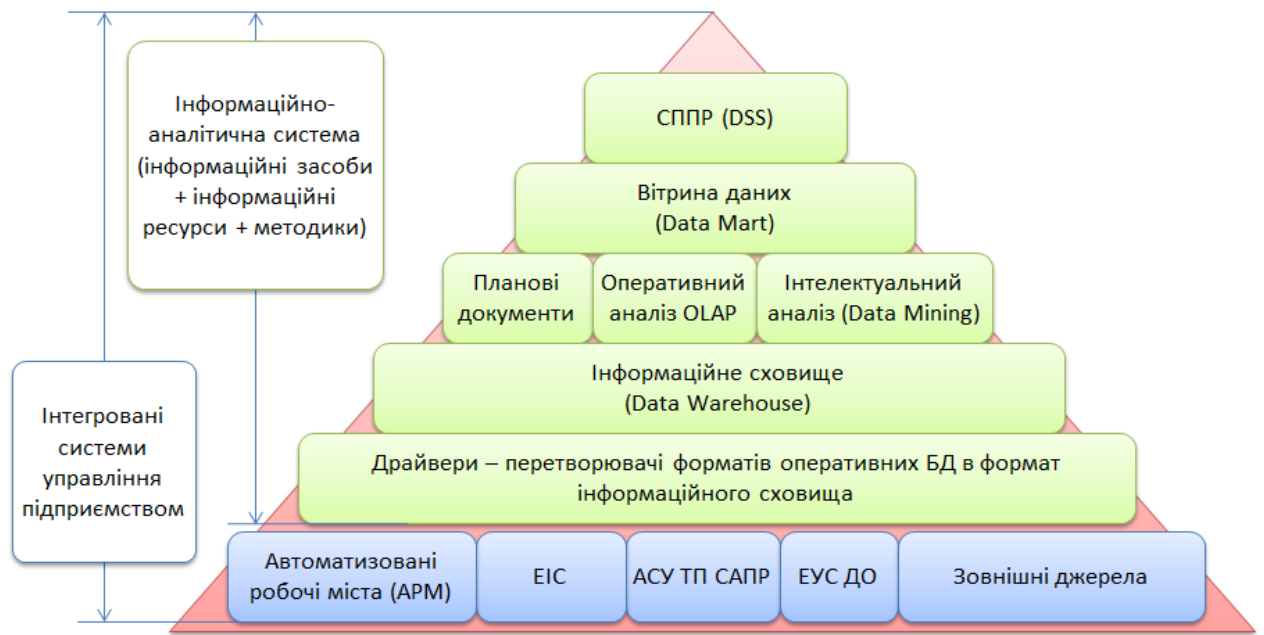 Інформаційно-
аналітична система
(інформаційні засоби
+ інформаційні
ресурси + методики)
Інтегровані
системи
управління
підприємством
СППР (DSS)
Вітрина даних
(Data Mart)
Планові
документи
Оперативний
аналіз OLAP
Інтелектуальний
аналіз (Data Mining)
Інформаційне сховище
(Data Warehouse)
Драйвери – перетворювачі форматів оперативних БД в формат
інформаційного сховища
Автоматизовані
робочі міста (АРМ)
ЕІС
АСУ ТП САПР
ЕУС ДО
Зовнішні джерела